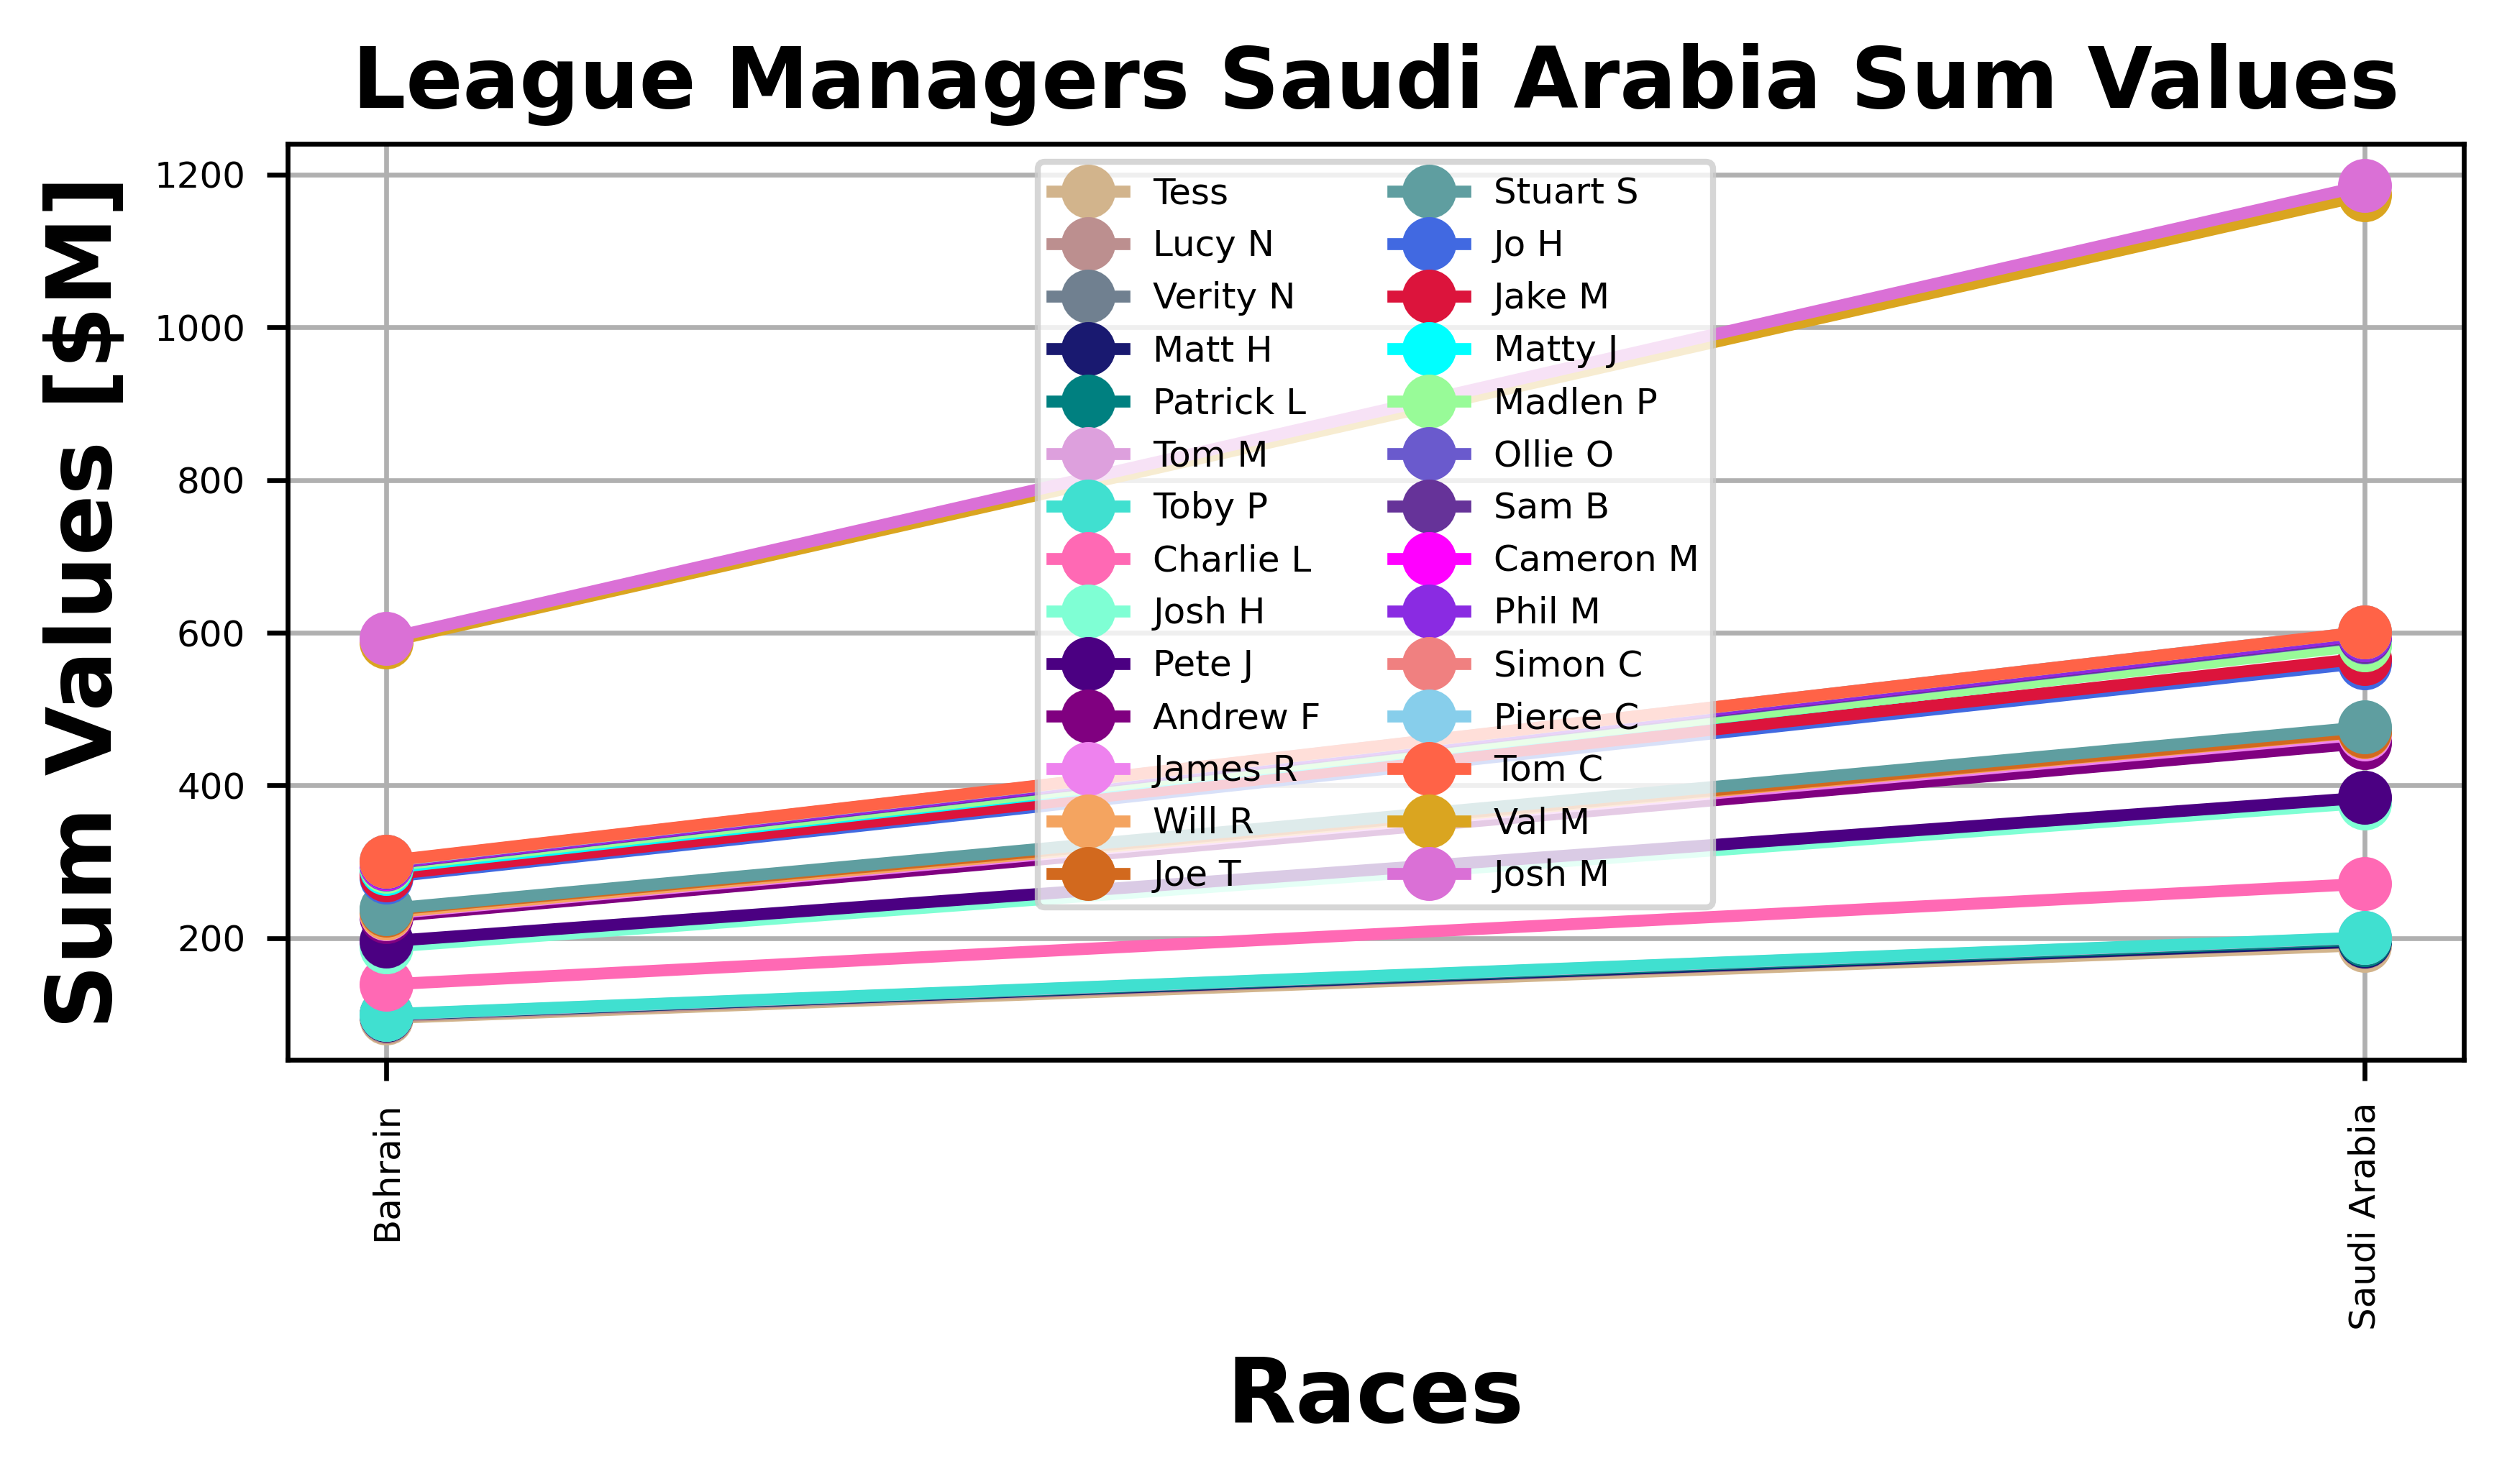 League Managers Saudi Arabia Sum Values
Sum Values [$M]
1200
1000
800
600
400
200
Tess
Lucy N
Verity N
Matt H
Patrick L
Tom M
Toby P
Charlie L
Josh H
Pete J
Andrew F
James R
Will R
Joe T
Stuart S
Jo H
Jake M
Matty J
Madlen P
Ollie O
Sam B
Cameron M
Phil M
Simon C
Pierce C
Tom C
Val M
Josh M
Bahrain
Saudi Arabia
Races